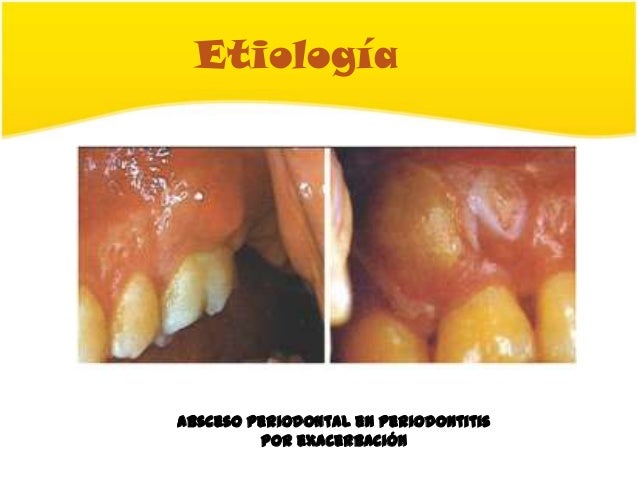 Etiología
ABSCESO PERIODONTAL EN PERIODONTITIS
POR EXACERBACIÓN